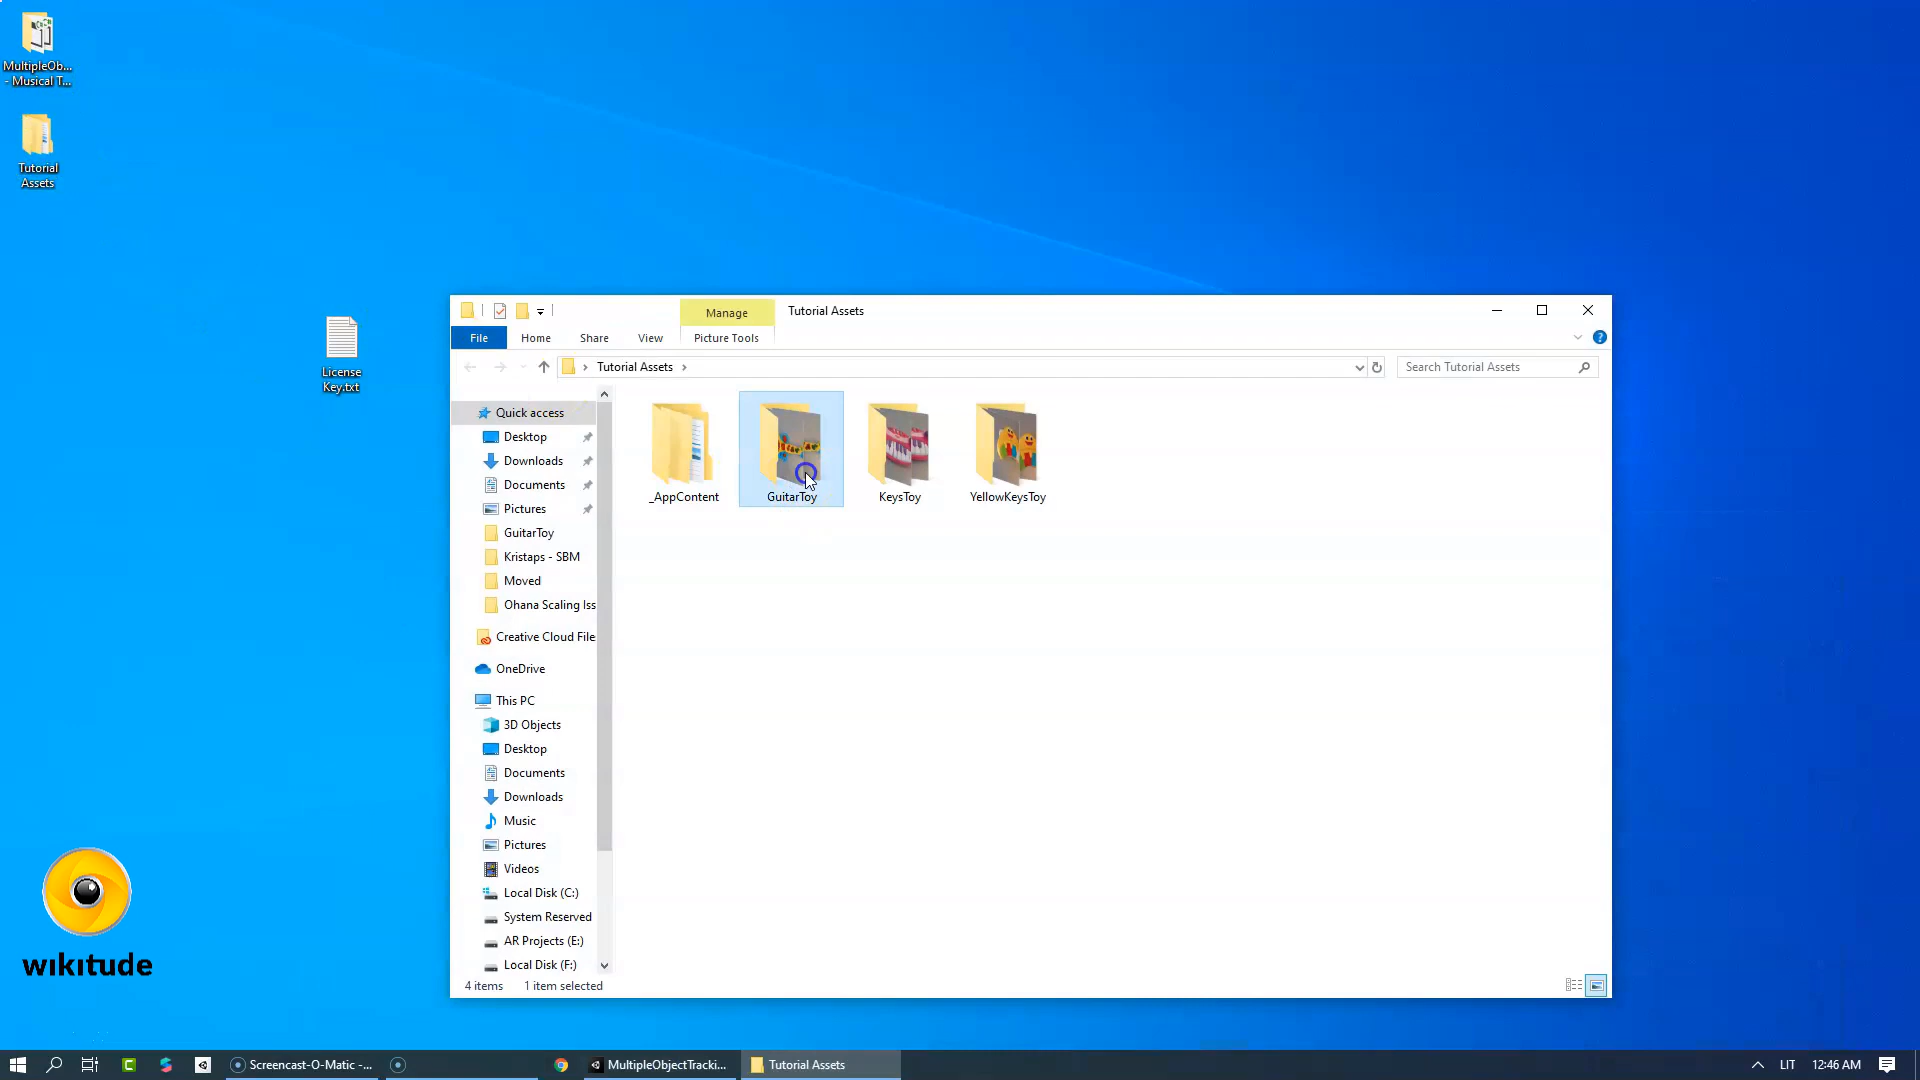 MultipleOb...
- Musical T...
Tutorial
Assets
License
Key.txt
wikitude
Manage
Tutorial Assets
File
Home
Share
View
Picture Tools
Tutorial Assets
Search Tutorial Assets
Quick access
Desktop
Downloads
Documents
Pictures
GuitarToy
Kristaps - SBM
Moved
Ohana Scaling Iss
Creative Cloud File
OneDrive
This PC
3D Objects
Desktop
Documents
Downloads
Music
Pictures
Videos
Local Disk (C:)
System Reserved
AR Projects (E:)
Local Disk (F:)
_AppContent
GuitarToy
KeysToy
YellowKeysToy
4 items
1 item selected
Screencast-O-Matic -...
MultipleObjectTracki...
Tutorial Assets
LIT
12:46 AM